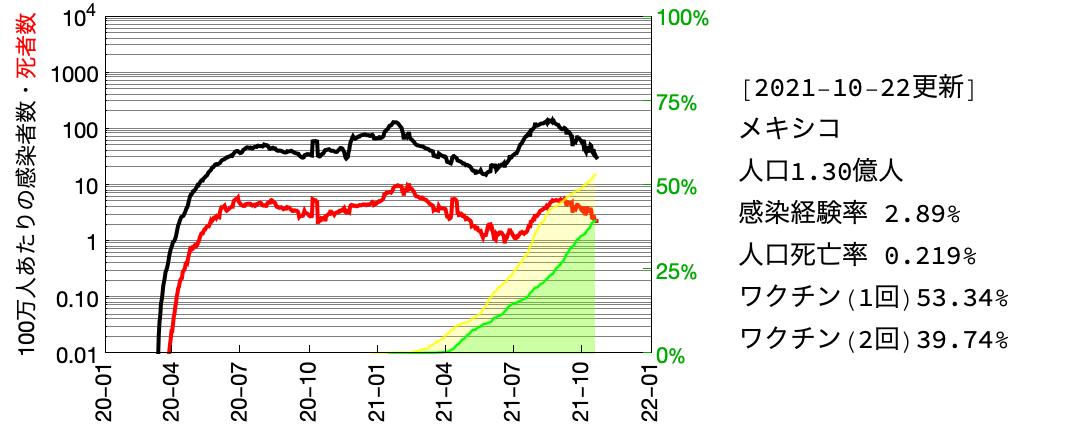 100万人あたりの感染者数・死者数
10^4
1000
100
10
1
0.10
0.01
100%
75%
50%
25%
0%
20-01
20-04
20-07
20-10
21-01
21-04
21-07
21-10
22-01
[2021-10-22更新]
メキシコ
人口1.30億人
感染経験率 2.89%
人口死亡率 0.219%
ワクチン(1回)53.34%
ワクチン(2回)39.74%